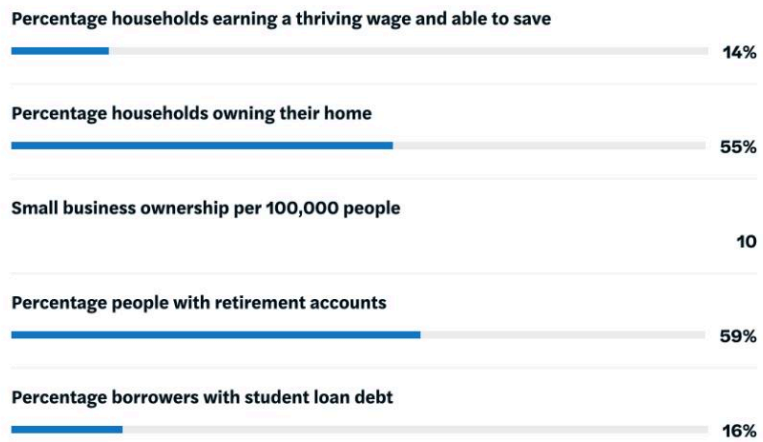 Percentage households earning a thriving wage and able to save
14%
Percentage households owning their home
55%
Small business ownership per 100,000 people
10
Percentage people with retirement accounts
59%
Percentage borrowers with student loan debt
16%